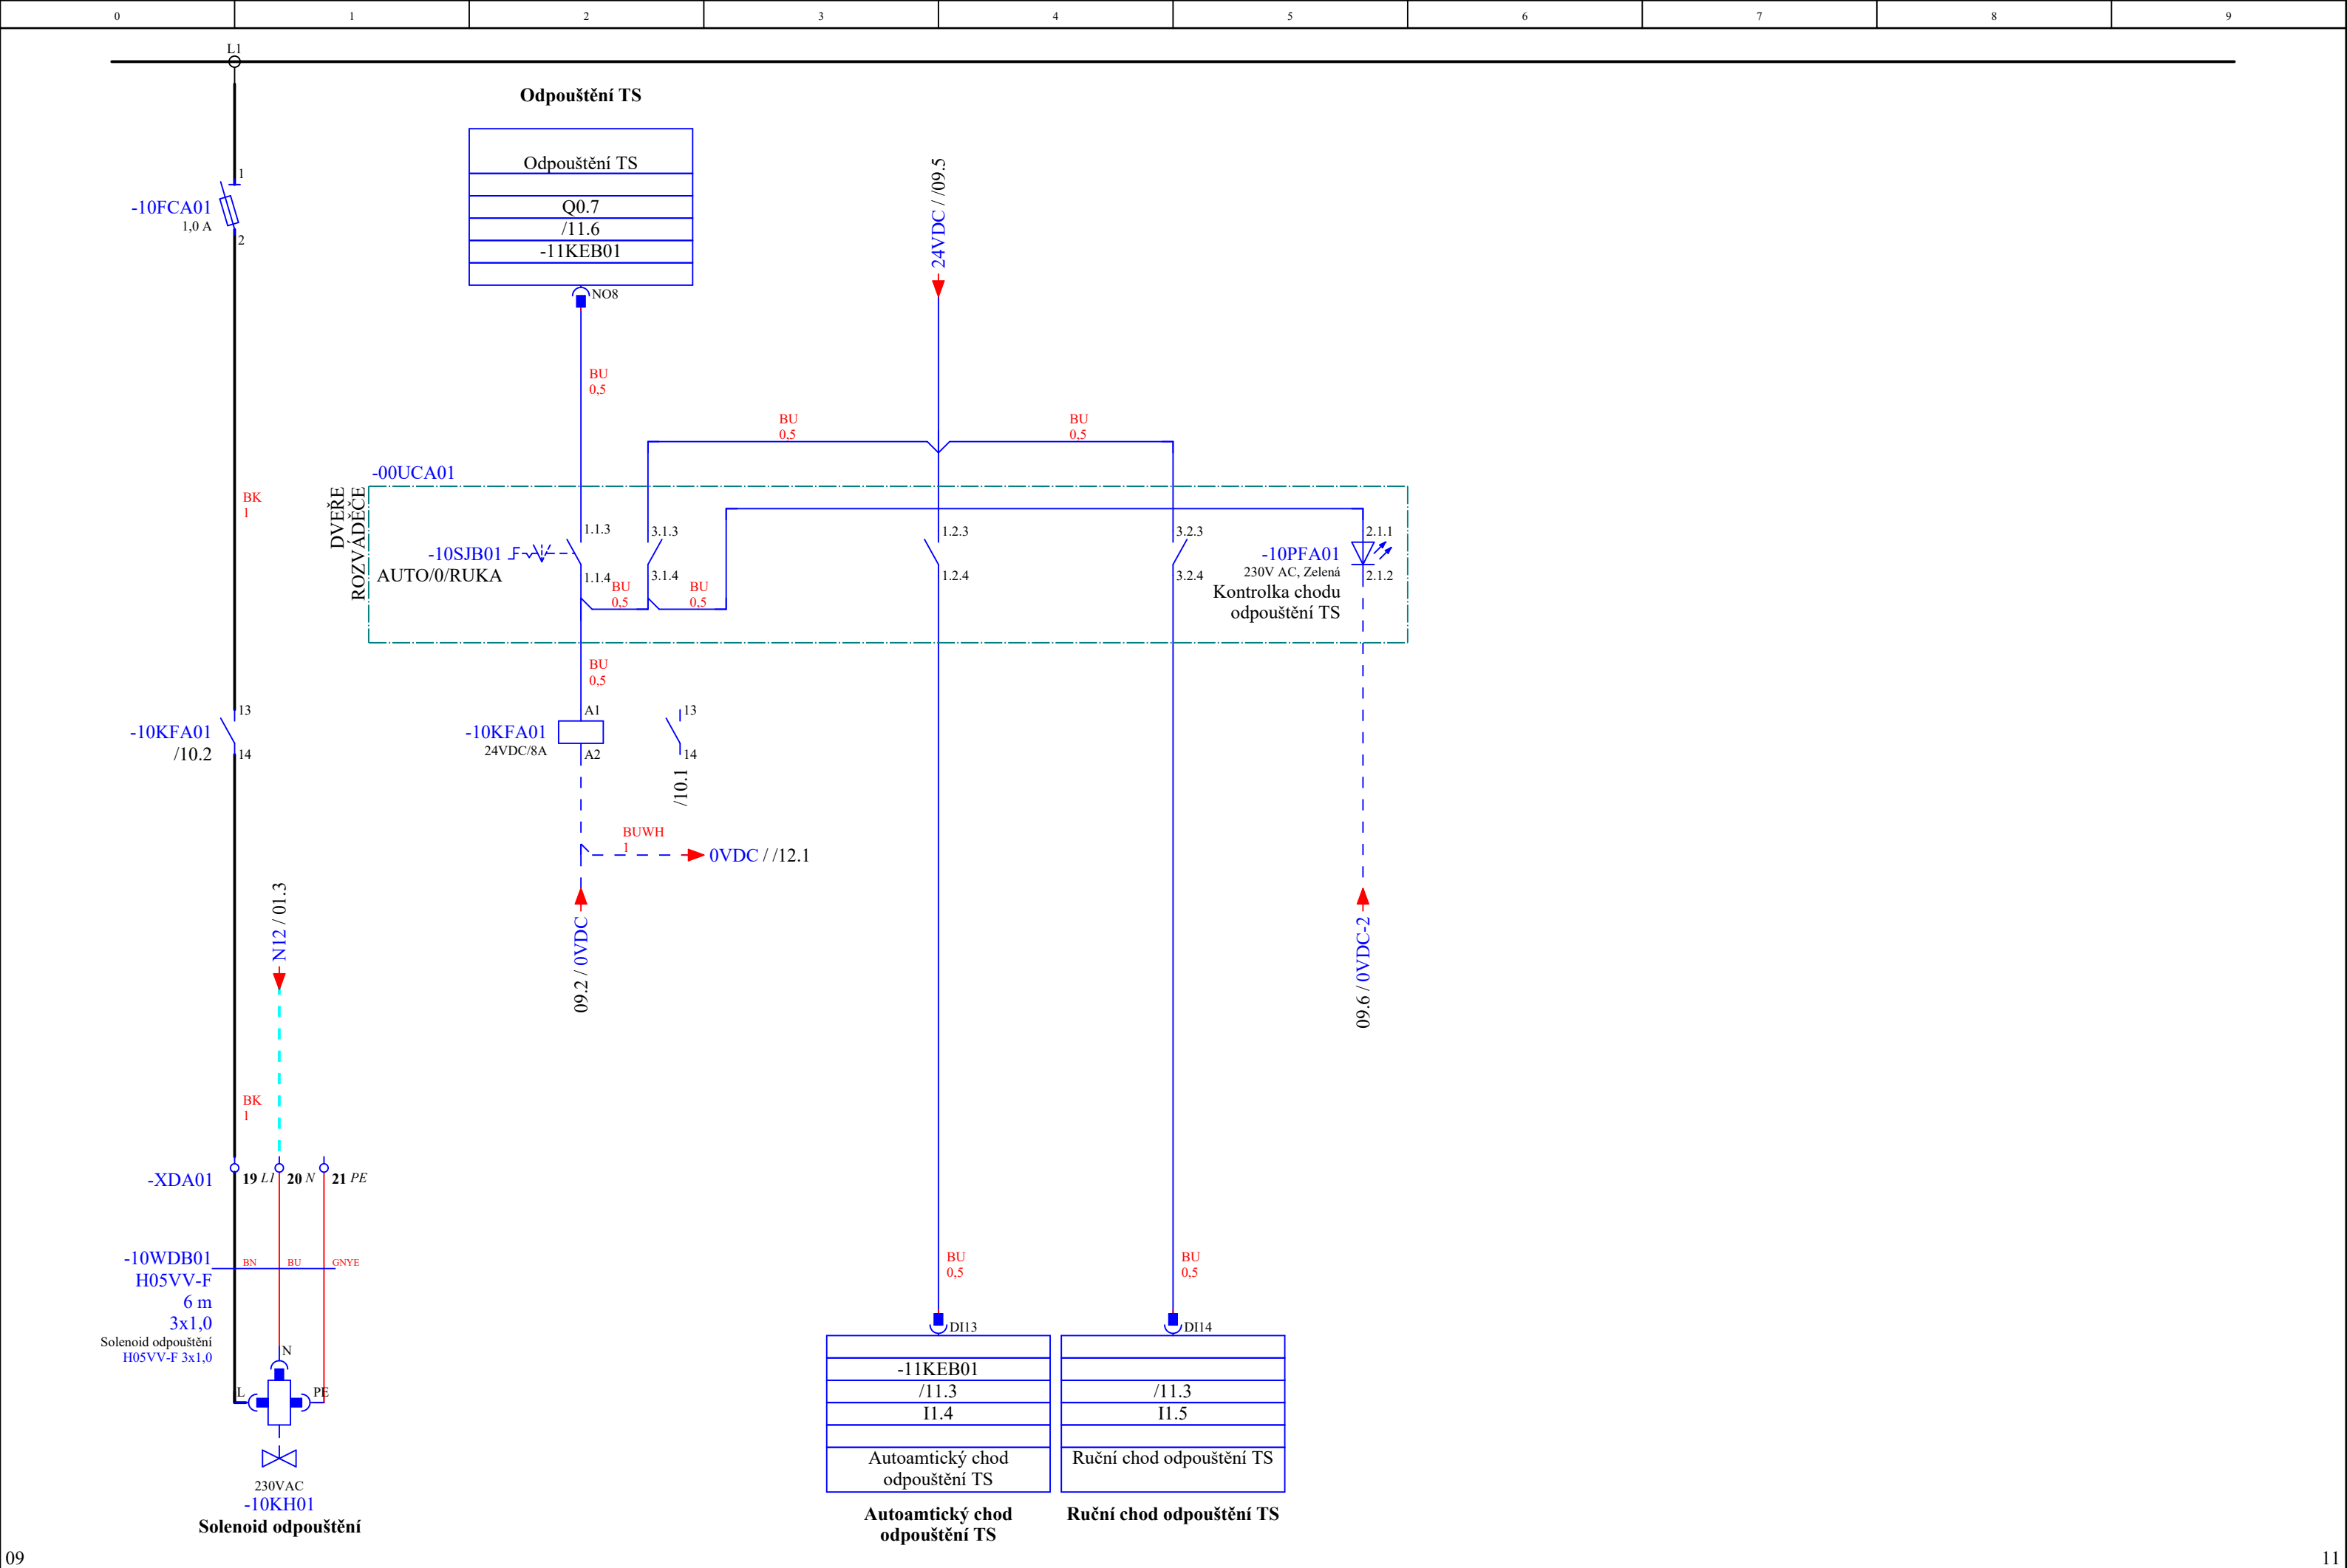 0 1 2 3 4 5 6 7 8 9
L1
Odpouštění TS
Odpouštění TS
Q0.7
/11.6
-11KEB01
NO8
1
-10FCA01
1,0 A
2
24VDC / /09.5
BU
0,5
BU
0,5
BU
0,5
BK
1
-00UCA01
DVEŘE
ROZVÁDĚČE
-10SJB01
AUTO/0/RUKA
1.1.3
1.1.4
3.1.3
3.1.4
BU
0,5
BU
0,5
1.2.3
1.2.4
3.2.3
3.2.4
-10PFA01
230V AC, Zelená
Kontrolka chodu
odpouštění TS
2.1.1
2.1.2
BU
0,5
-10KFA01
/10.2
13
14
-10KFA01
24VDC/8A
A1
A2
13
14
/10.1
BUWH
1
0VDC / /12.1
09.2 / 0VDC
09.6 / 0VDC-2
N12 / 01.3
BK
1
-XDA01
19 L1 20 N 21 PE
-10WDB01
H05VV-F
6 m
3x1,0
Solenoid odpouštění
H05VV-F 3x1,0
BN BU GNYE
N
L
PE
230VAC
-10KH01
Solenoid odpouštění
BU
0,5
DI13
-11KEB01
/11.3
I1.4
Autoamtický chod
odpouštění TS
Autoamtický chod
odpouštění TS
BU
0,5
DI14
/11.3
I1.5
Ruční chod odpouštění TS
Ruční chod odpouštění TS
09
11